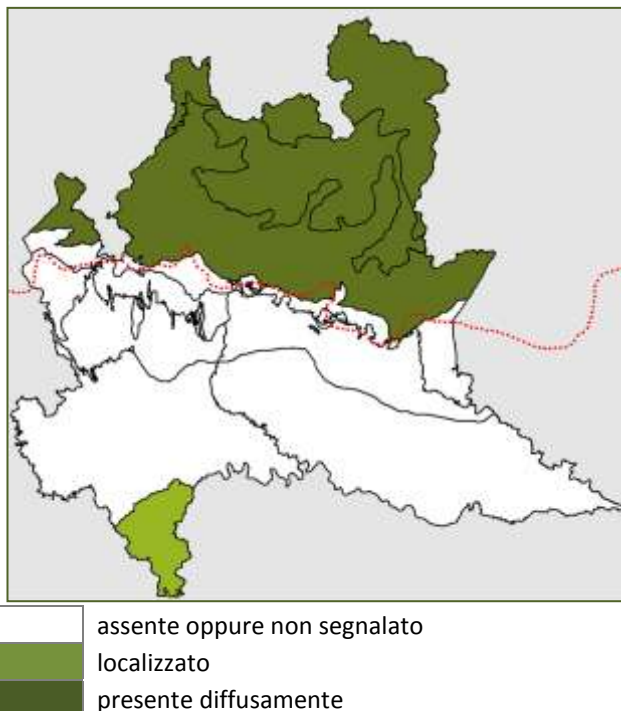 assente oppure non segnalato
localizzato
presente diffusamente